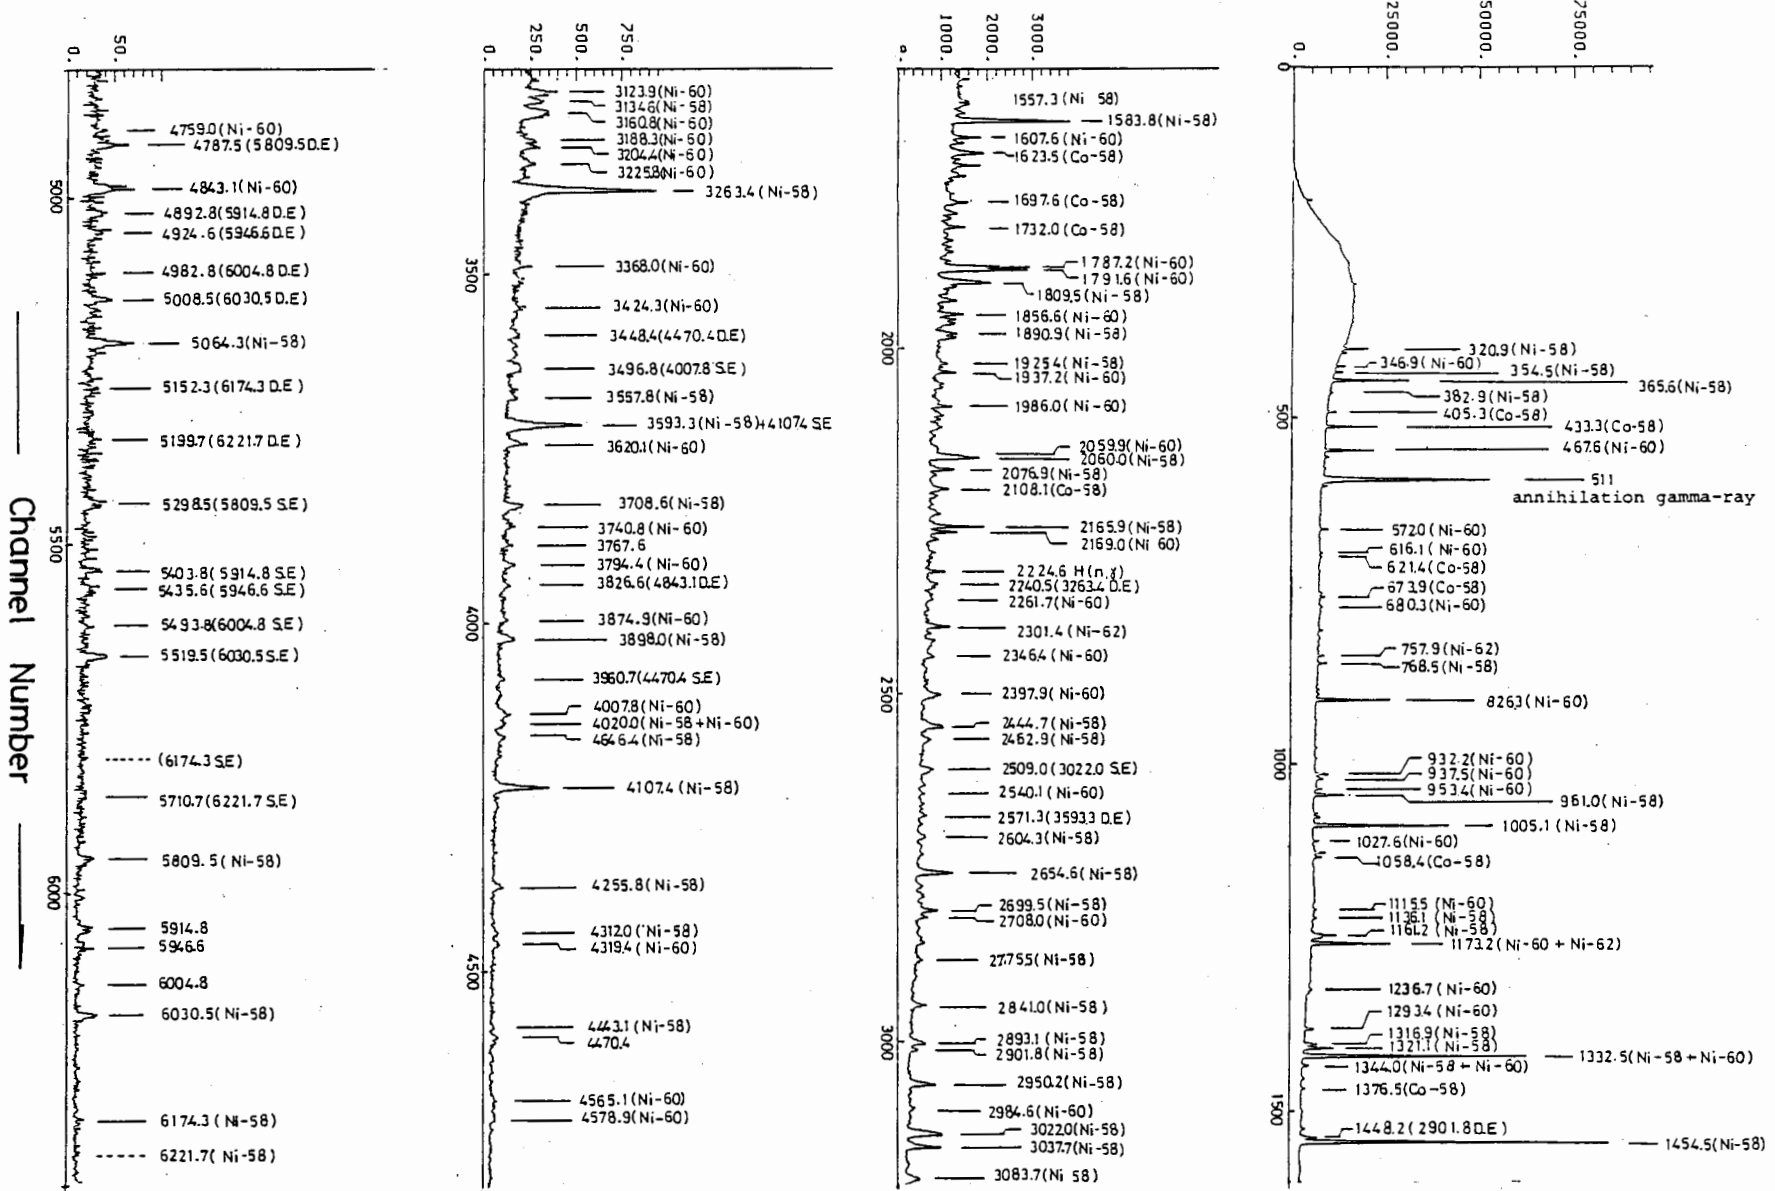 Channel Number
0.
50.
5000
5500
6000
4759.0(Ni-60)
4787.5(5809.5D.E)
4843.1(Ni-60)
4892.8(5914.8D.E)
4924.6(5946.6D.E)
4982.8(6004.8D.E)
5008.5(6030.5D.E)
5064.3(Ni-58)
5152.3(6174.3D.E)
5199.7(6221.7D.E)
5298.5(5809.5S.E)
5403.8(5914.8S.E)
5435.6(5946.6S.E)
5493.8(6004.8S.E)
5519.5(6030.5S.E)
(6174.3S.E)
5710.7(6221.7S.E)
5809.5(Ni-58)
5914.8
5946.6
6004.8
6030.5(Ni-58)
6174.3(Ni-58)
6221.7(Ni-58)
0.
250.
500.
750.
3500
4000
4500
3123.9(Ni-60)
3134.6(Ni-58)
3160.8(Ni-60)
3188.3(Ni-60)
3204.4(Ni-60)
3225.8(Ni-60)
3263.4(Ni-58)
3368.0(Ni-60)
3424.3(Ni-60)
3448.4(4470.4D.E)
3496.8(4007.8S.E)
3557.8(Ni-58)
3593.3(Ni-58)+4107.4 S.E
3620.1(Ni-60)
3708.6(Ni-58)
3740.8(Ni-60)
3767.6
3794.4(Ni-60)
3826.6(4843.1D.E)
3874.9(Ni-60)
3898.0(Ni-58)
3960.7(4470.4 S.E)
4007.8(Ni-60)
4020.0(Ni-58+Ni-60)
4646.4(Ni-58)
4107.4(Ni-58)
4255.8(Ni-58)
4312.0(Ni-58)
4319.4(Ni-60)
4443.1(Ni-58)
4470.4
4565.1(Ni-60)
4578.9(Ni-60)
0.
1000.
2000.
3000.
2000
2500
3000
1557.3(Ni 58)
1583.8(Ni-58)
1607.6(Ni-60)
1623.5(Co-58)
1697.6(Co-58)
1732.0(Co-58)
1787.2(Ni-60)
1791.6(Ni-60)
1809.5(Ni-58)
1856.6(Ni-60)
1890.9(Ni-58)
1925.4(Ni-58)
1937.2(Ni-60)
1986.0(Ni-60)
2059.9(Ni-60)
2060.0(Ni-58)
2076.9(Ni-58)
2108.1(Co-58)
2165.9(Ni-58)
2169.0(Ni 60)
2224.6 H(n,γ)
2240.5(3263.4 D.E)
2261.7(Ni-60)
2301.4(Ni-62)
2346.4(Ni-60)
2397.9(Ni-60)
2444.7(Ni-58)
2462.9(Ni-58)
2509.0(3022.0 S.E)
2540.1(Ni-60)
2571.3(3593.3 D.E)
2604.3(Ni-58)
2654.6(Ni-58)
2699.5(Ni-58)
2708.0(Ni-60)
2775.5(Ni-58)
2841.0(Ni-58)
2893.1(Ni-58)
2901.8(Ni-58)
2950.2(Ni-58)
2984.6(Ni-60)
3022.0(Ni-58)
3037.7(Ni-58)
3083.7(Ni 58)
0.
25000.
50000.
75000.
0
500
1000
1500
320.9(Ni-58)
346.9(Ni-60)
354.5(Ni-58)
365.6(Ni-58)
382.9(Ni-58)
405.3(Co-58)
433.3(Co-58)
467.6(Ni-60)
511
annihilation gamma-ray
572.0(Ni-60)
616.1(Ni-60)
621.4(Co-58)
673.9(Co-58)
680.3(Ni-60)
757.9(Ni-62)
768.5(Ni-58)
826.3(Ni-60)
932.2(Ni-60)
937.5(Ni-60)
953.4(Ni-60)
961.0(Ni-58)
1005.1(Ni-58)
1027.6(Ni-60)
1058.4(Co-58)
1115.5(Ni-60)
1136.1(Ni-58)
1161.2(Ni-58)
1173.2(Ni-60 + Ni-62)
1236.7(Ni-60)
1293.4(Ni-60)
1316.9(Ni-58)
1321.1(Ni-58)
1332.5(Ni-58 + Ni-60)
1344.0(Ni-58 + Ni-60)
1376.5(Co-58)
1448.2(2901.8D.E)
1454.5(Ni-58)